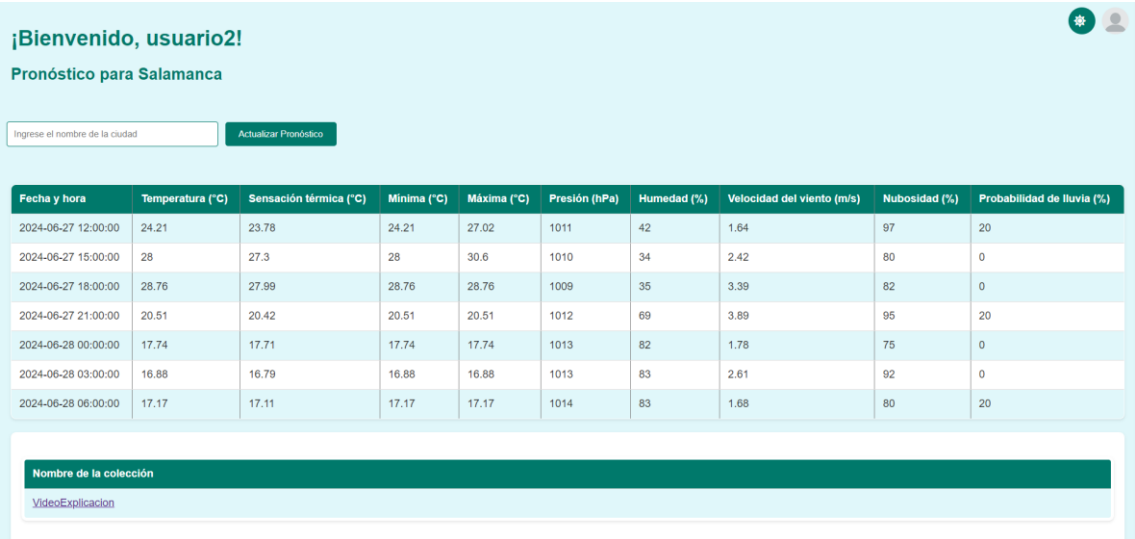 ¡Bienvenido, usuario2!
Pronóstico para Salamanca
Ingrese el nombre de la ciudad Actualizar Pronóstico
Fecha y hora Temperatura (°C) Sensación térmica (°C) Mínima (°C) Máxima (°C) Presión (hPa) Humedad (%) Velocidad del viento (m/s) Nubosidad (%) Probabilidad de lluvia (%)
2024-06-27 12:00:00 24.21 23.78 24.21 27.02 1011 42 1.64 97 20
2024-06-27 15:00:00 28 27.3 28 30.6 1010 34 2.42 80 0
2024-06-27 18:00:00 28.76 27.99 28.76 28.76 1009 35 3.39 82 0
2024-06-27 21:00:00 20.51 20.42 20.51 20.51 1012 69 3.89 95 20
2024-06-28 00:00:00 17.74 17.71 17.74 17.74 1013 82 1.78 75 0
2024-06-28 03:00:00 16.88 16.79 16.88 16.88 1013 83 2.61 92 0
2024-06-28 06:00:00 17.17 17.11 17.17 17.17 1014 83 1.68 80 20
Nombre de la colección
VideoExplicacion